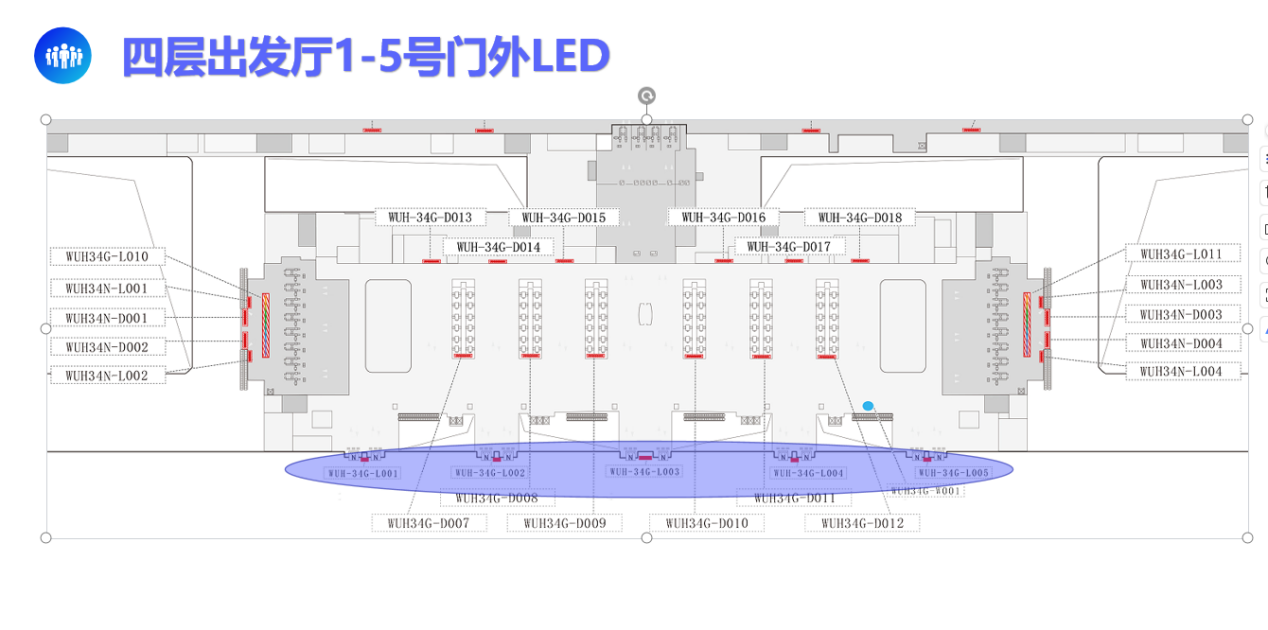 四层出发厅1-5号门外LED
WUH-34G-D013
WUH-34G-D015
WUH-34G-D016
WUH-34G-D018
WUH-34G-D014
WUH-34G-D017
WUH34G-L010
WUH34N-L001
WUH34N-D001
WUH34N-D002
WUH34N-L002
WUH34G-L011
WUH34N-L003
WUH34N-D003
WUH34N-D004
WUH34N-L004
WUH-34G-L001
WUH-34G-L002
WUH-34G-L003
WUH-34G-L004
WUH-34G-L005
WUH34G-W001
WUH34G-D008
WUH34G-D011
WUH34G-D007
WUH34G-D009
WUH34G-D010
WUH34G-D012